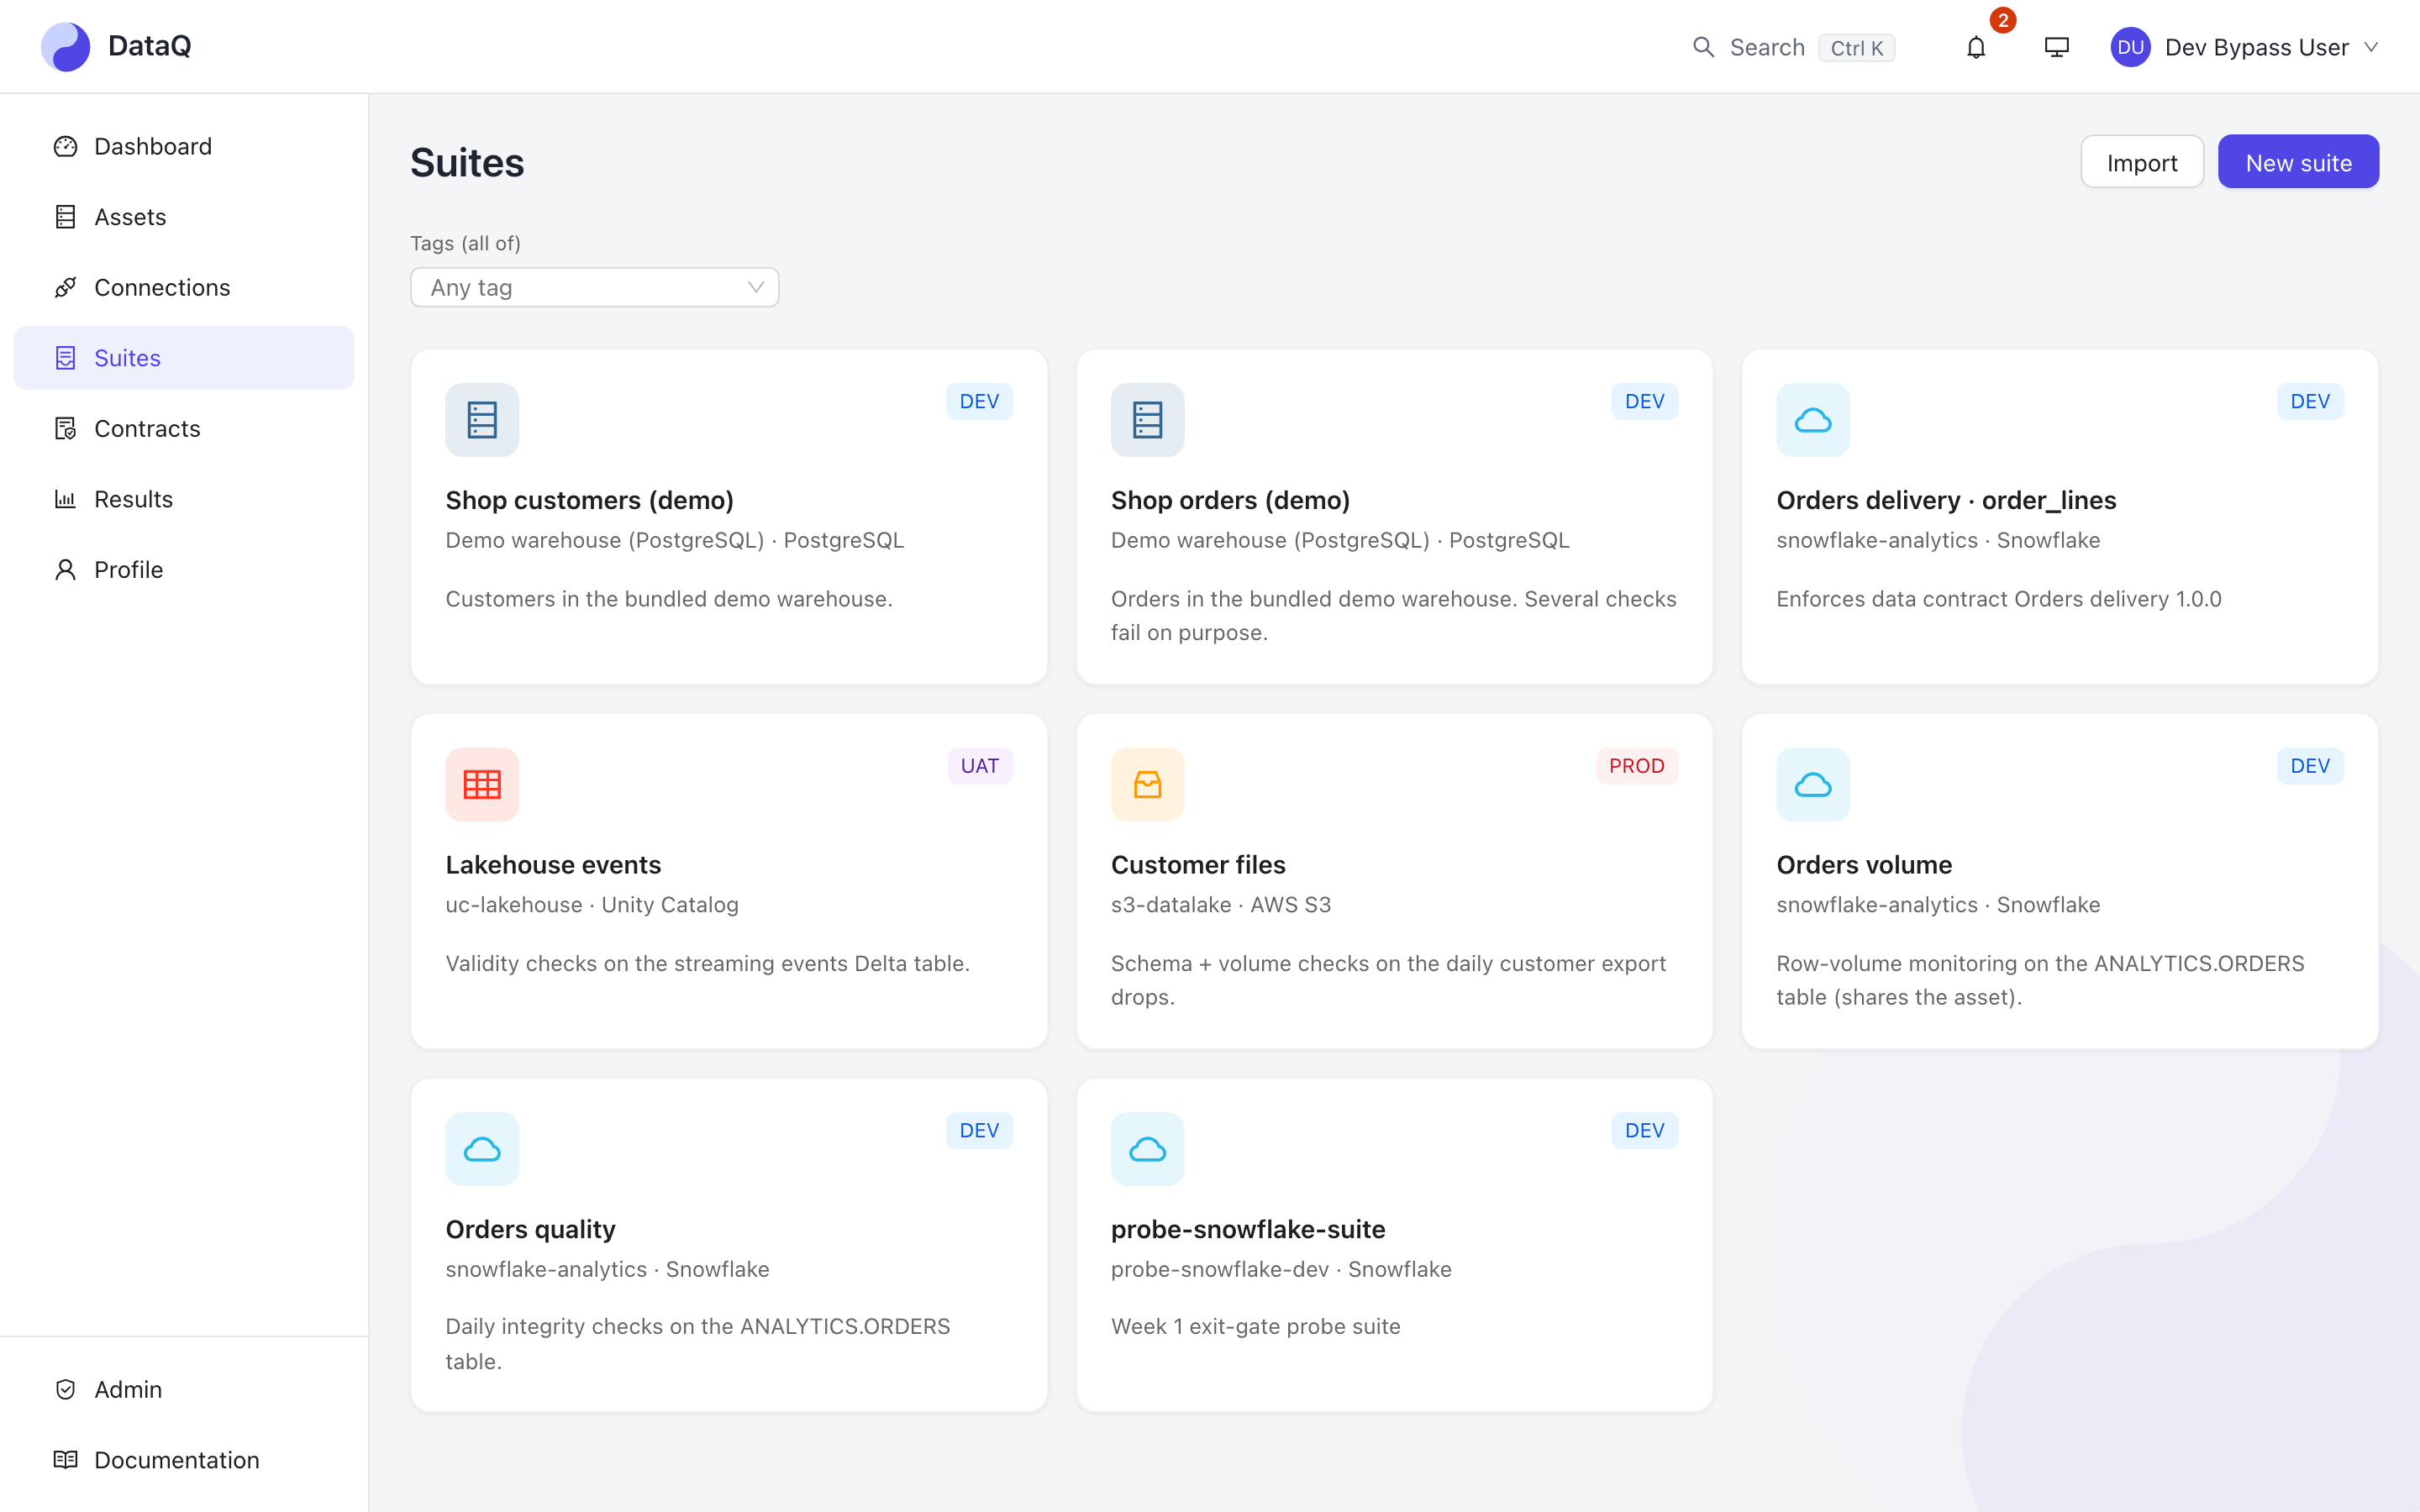 DataQ
Search
Ctrl K
2
DU
Dev Bypass User
Dashboard
Assets
Connections
Suites
Contracts
Results
Profile
Admin
Documentation
Suites
Import
New suite
Tags (all of)
Any tag
DEV
Shop customers (demo)
Demo warehouse (PostgreSQL) · PostgreSQL
Customers in the bundled demo warehouse.
DEV
Shop orders (demo)
Demo warehouse (PostgreSQL) · PostgreSQL
Orders in the bundled demo warehouse. Several checks
fail on purpose.
DEV
Orders delivery · order_lines
snowflake-analytics · Snowflake
Enforces data contract Orders delivery 1.0.0
UAT
Lakehouse events
uc-lakehouse · Unity Catalog
Validity checks on the streaming events Delta table.
PROD
Customer files
s3-datalake · AWS S3
Schema + volume checks on the daily customer export
drops.
DEV
Orders volume
snowflake-analytics · Snowflake
Row-volume monitoring on the ANALYTICS.ORDERS
table (shares the asset).
DEV
Orders quality
snowflake-analytics · Snowflake
Daily integrity checks on the ANALYTICS.ORDERS
table.
DEV
probe-snowflake-suite
probe-snowflake-dev · Snowflake
Week 1 exit-gate probe suite